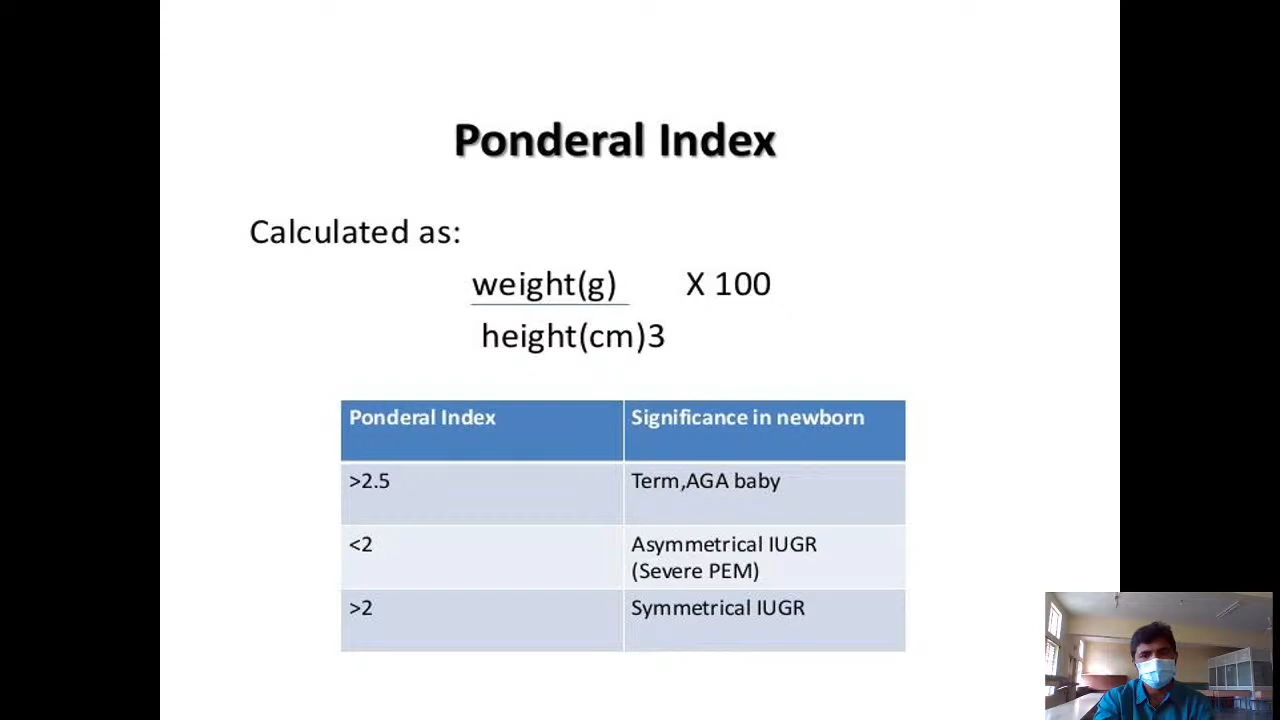 Ponderal Index
Calculated as:
weight(g) X 100
height(cm)3
Ponderal Index Significance in newborn
>2.5 Term,AGA baby
<2 Asymmetrical IUGR
(Severe PEM)
>2 Symmetrical IUGR